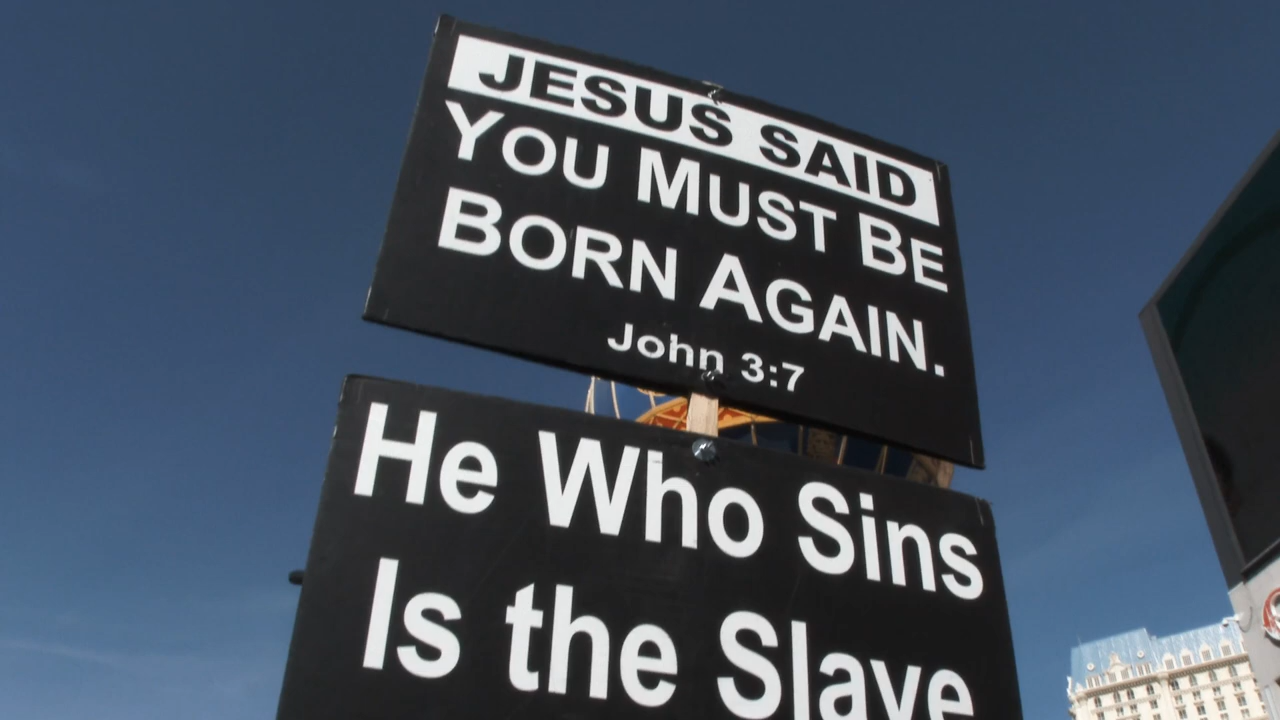 JESUS SAID
YOU MUST BE
BORN AGAIN.
John 3:7
He Who Sins
Is the Slave